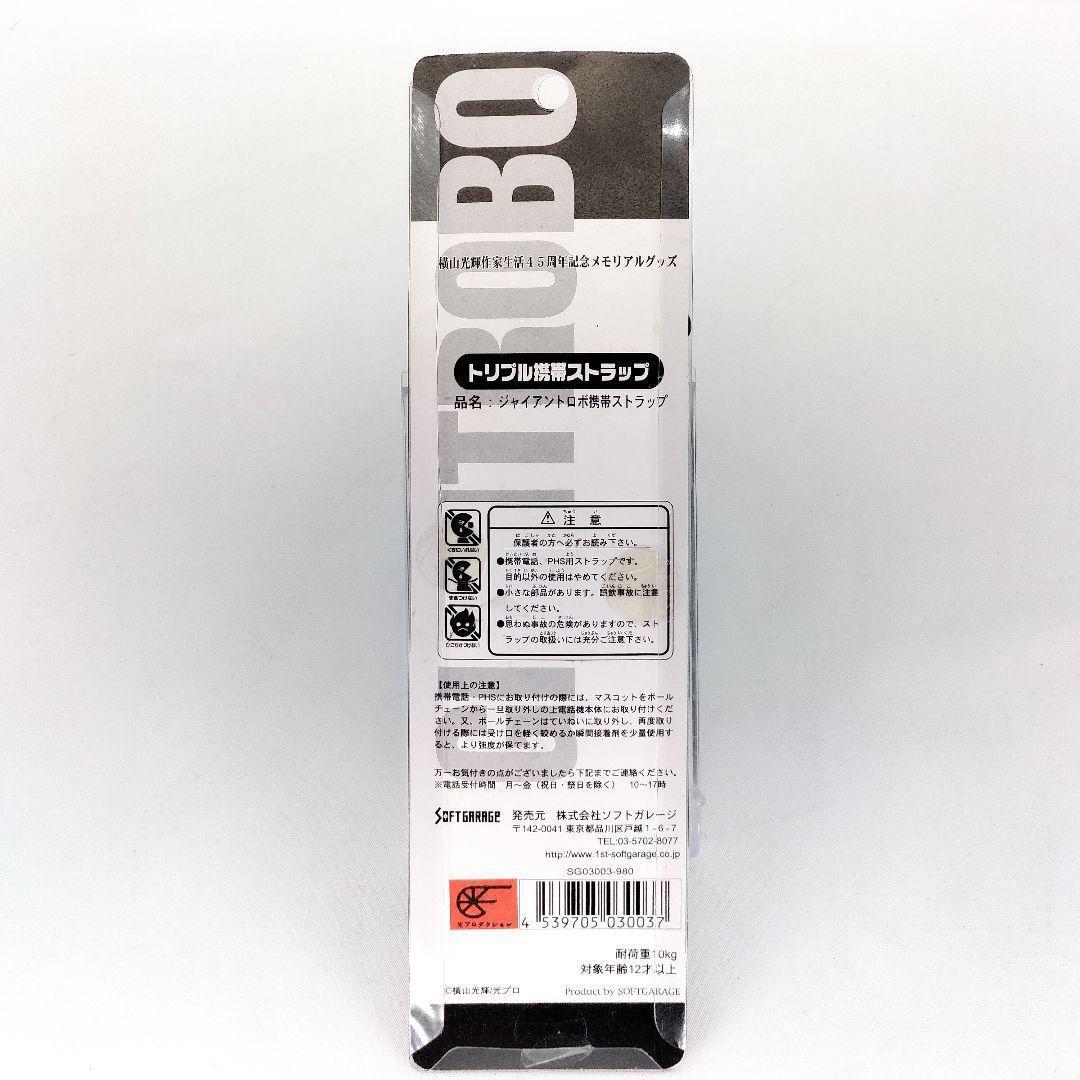 GIANT ROBO
横山光輝作家生活45周年記念メモリアルグッズ
トリプル携帯ストラップ
品名：ジャイアントロボ携帯ストラップ
⚠注意
保護者の方へ必ずお読み下さい。
●携帯電話、PHS用ストラップです。
目的以外の使用はやめてください。
●小さな部品があります。誤飲事故に注意
してください。
●思わぬ事故の危険がありますので、スト
ラップの取扱いには充分ご注意下さい。
くちにいれない
【使用上の注意】
携帯電話・PHSにお取り付けの際には、マスコットをボール
チェーンから一旦取り外しの上電話機本体にお取り付けくだ
さい。又、ボールチェーンはていねいに取り外し、再度取り
付ける際には受け口を軽く絞めるか瞬間接着剤を少量使用す
ると、より強度が保てます。
万一お気付きの点がございましたら下記までご連絡ください。
※電話受付時間 月〜金（祝日・祭日を除く） 10〜17時
SOFTGARAGE 発売元 株式会社ソフトガレージ
〒142-0041 東京都品川区戸越1-6-7
TEL:03-5702-8077
http://www.1st-softgarage.co.jp
SG03003-980
光プロダクション
4 539705 030037
耐荷重10kg
対象年齢12才以上
©横山光輝/光プロ Product by SOFTGARAGE